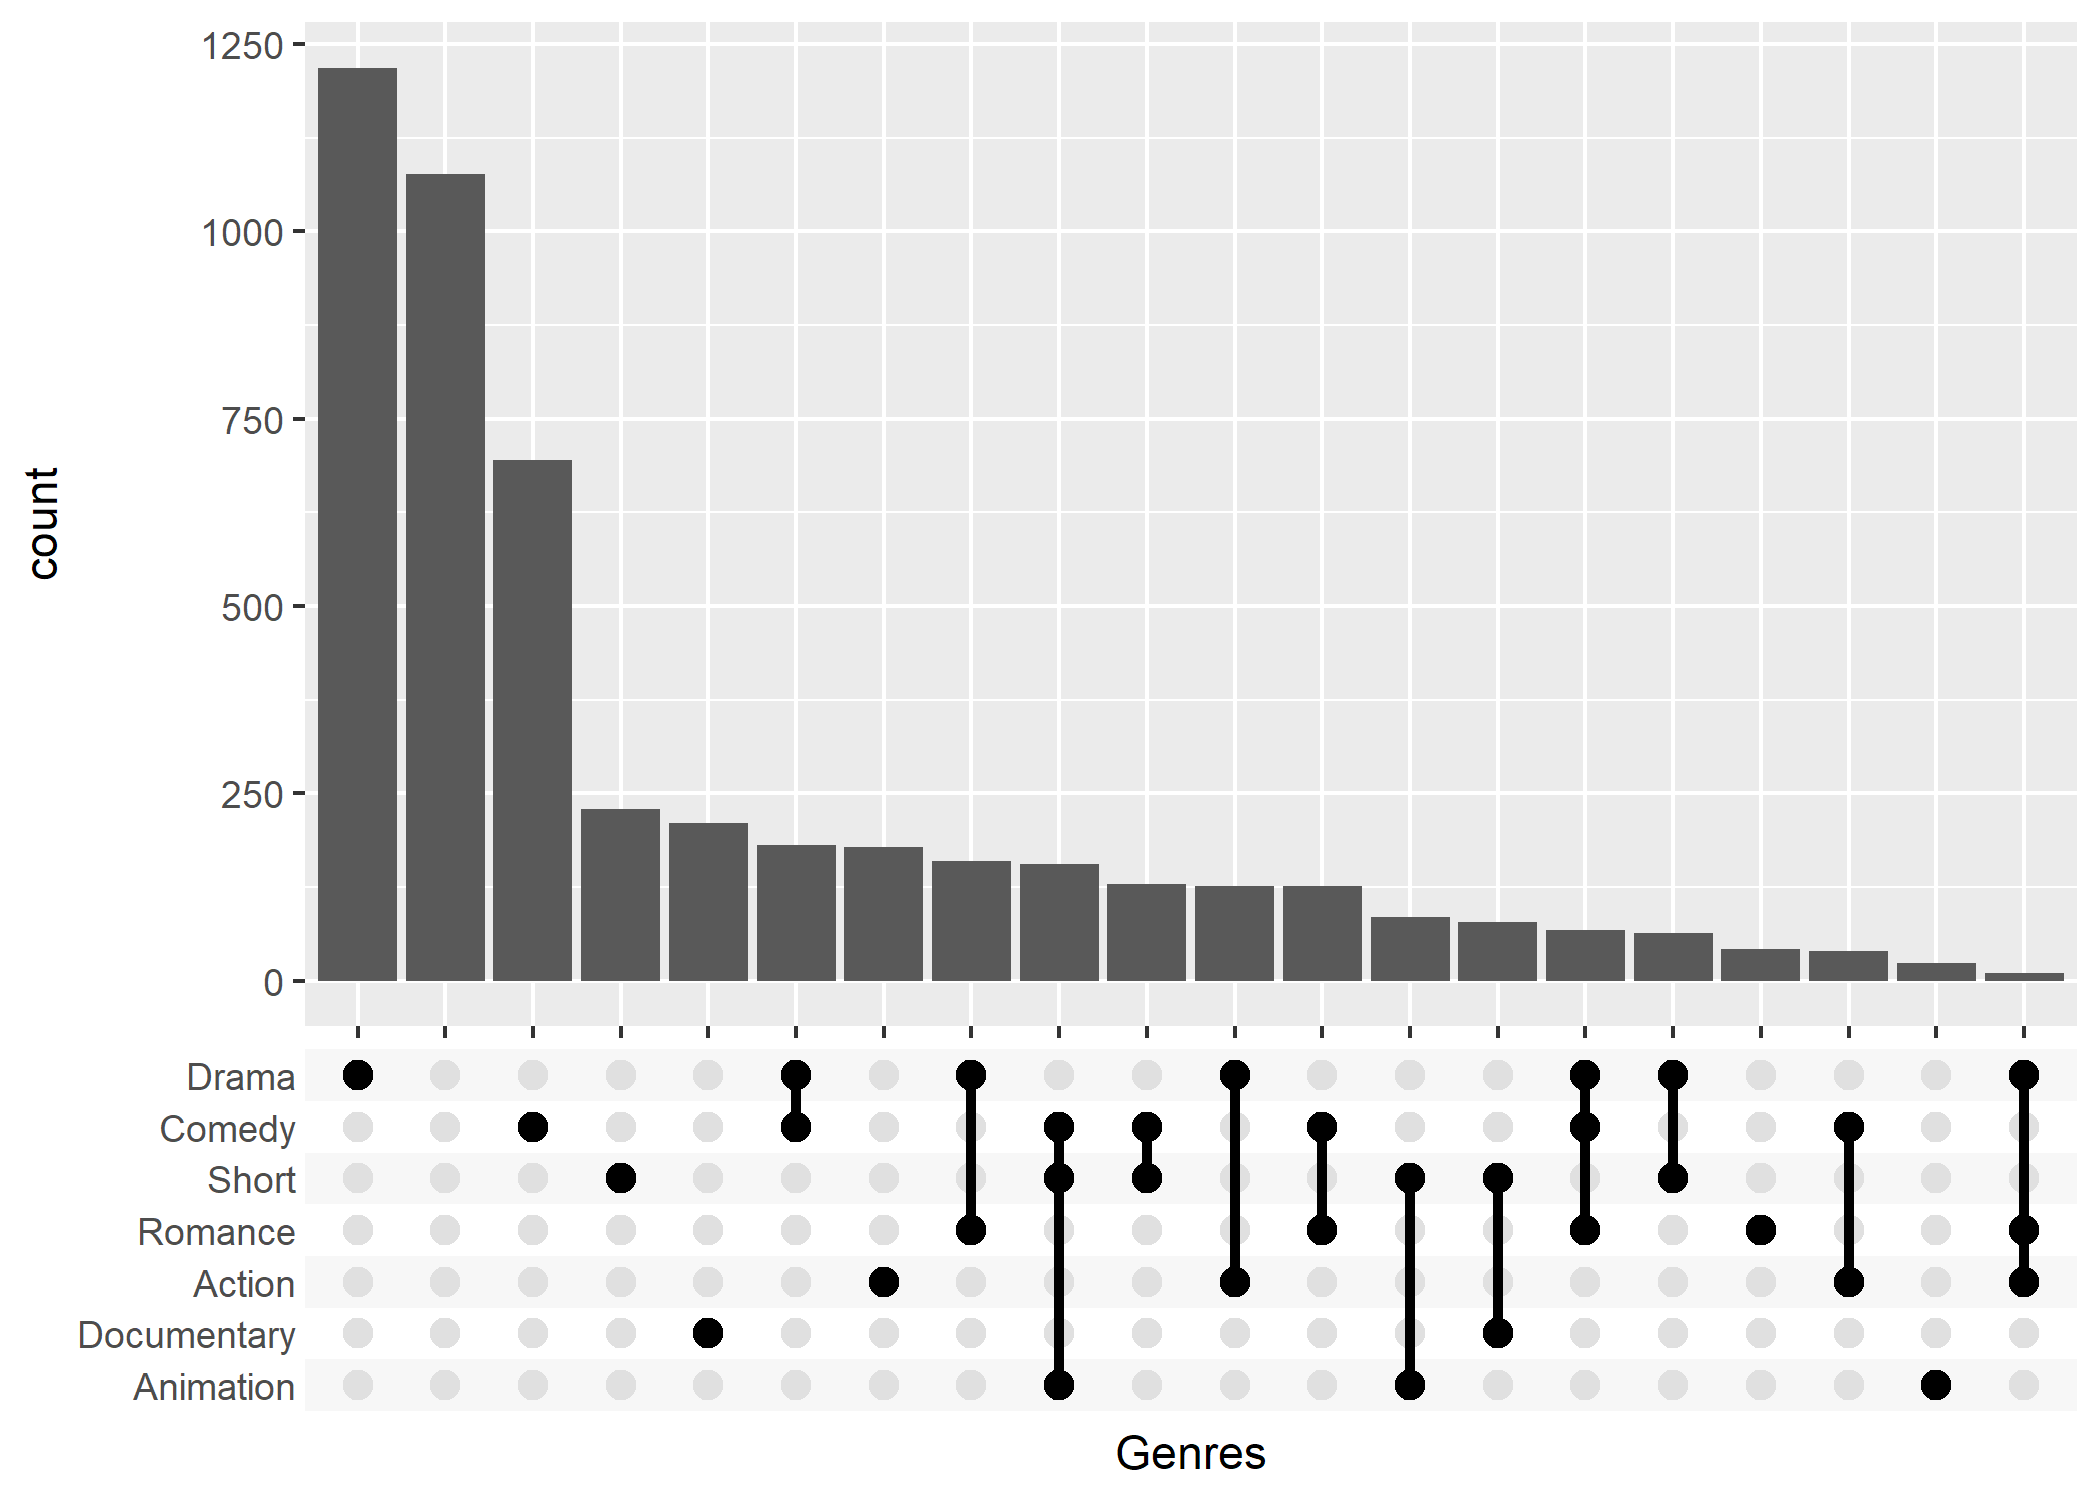 1250
1000
750
500
250
0
count
Drama
Comedy
Short
Romance
Action
Documentary
Animation
Genres